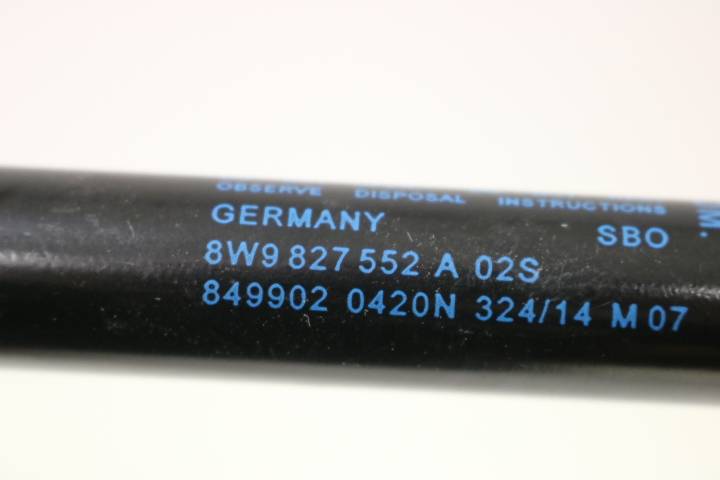 OBSERVE DISPOSAL INSTRUCTIONS
GERMANY SBO
8W9 827 552 A 02S
849902 0420N 324/14 M 07
M.